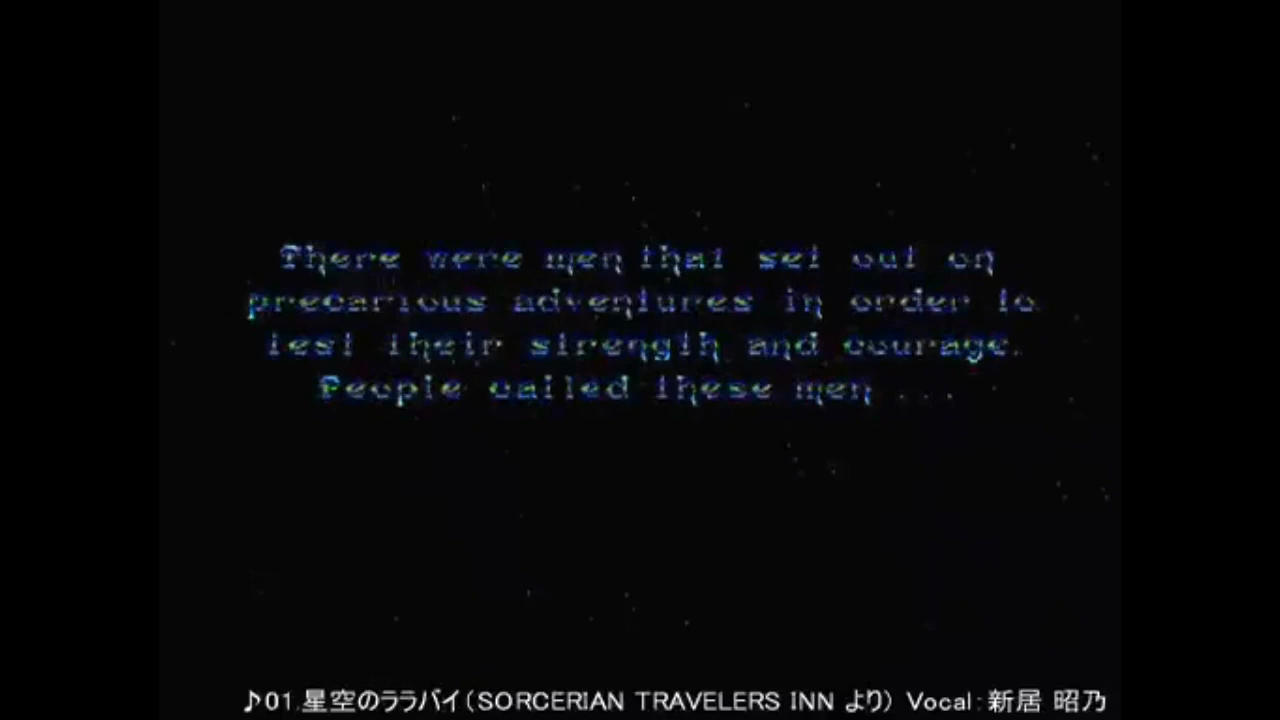 There were men that set out on
precarious adventures in order to
test their strength and courage.
People called these men ...
♪01.星空のララバイ(SORCERIAN TRAVELERS INN より) Vocal:新居 昭乃